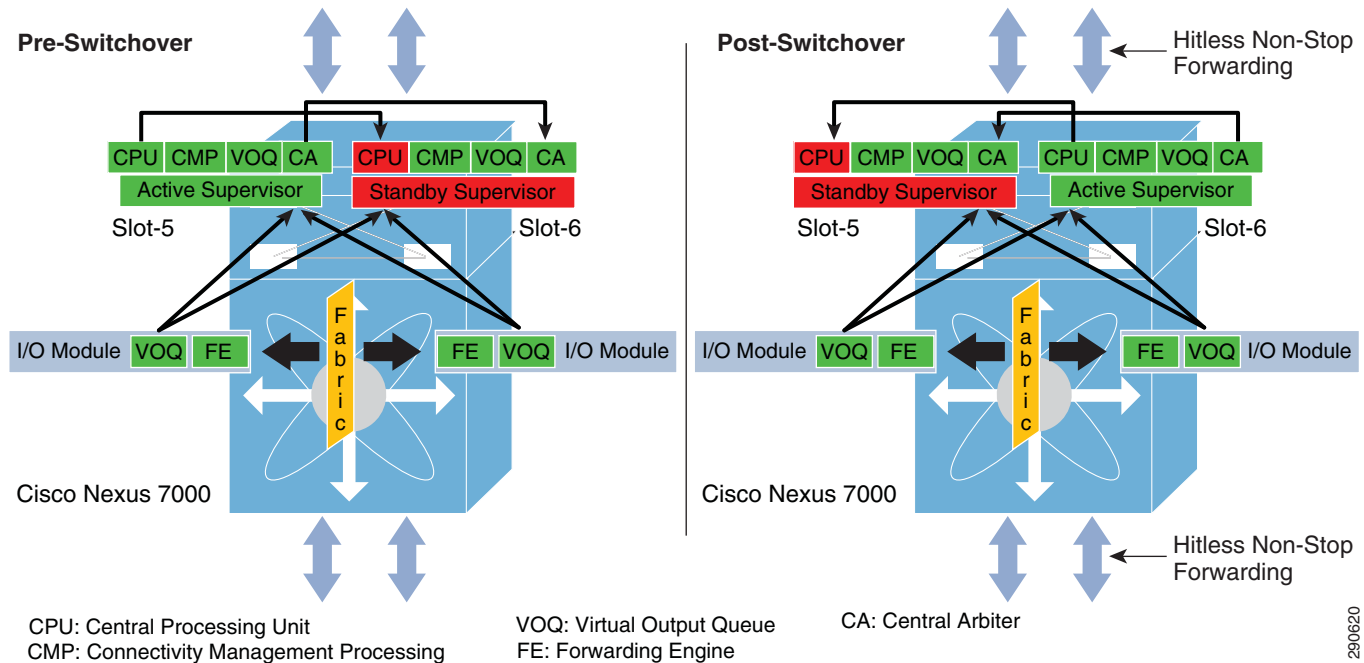 Pre-Switchover
Post-Switchover
Hitless Non-Stop
Forwarding
CPU CMP VOQ CA CPU CMP VOQ CA
Active Supervisor Standby Supervisor
Slot-5 Slot-6
I/O Module VOQ FE Fabric FE VOQ I/O Module
Cisco Nexus 7000
CPU CMP VOQ CA CPU CMP VOQ CA
Standby Supervisor Active Supervisor
Slot-5 Slot-6
I/O Module VOQ FE Fabric FE VOQ I/O Module
Cisco Nexus 7000
Hitless Non-Stop
Forwarding
CPU: Central Processing Unit
CMP: Connectivity Management Processing
VOQ: Virtual Output Queue
FE: Forwarding Engine
CA: Central Arbiter
290620